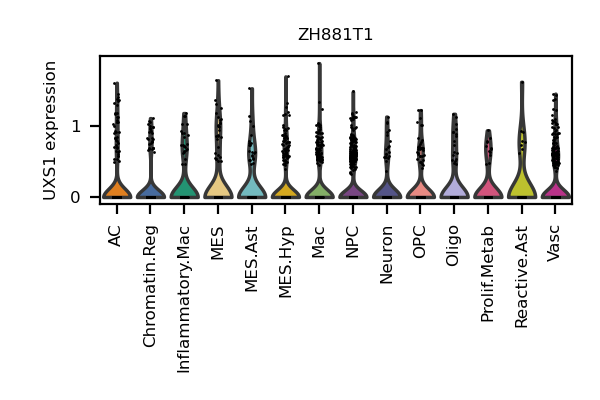 ZH881T1
UXS1 expression
1
0
AC
Chromatin.Reg
Inflammatory.Mac
MES
MES.Ast
MES.Hyp
Mac
NPC
Neuron
OPC
Oligo
Prolif.Metab
Reactive.Ast
Vasc